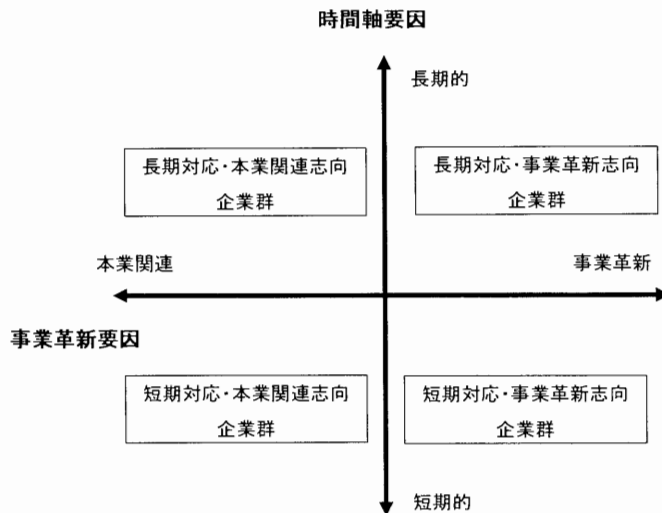 時間軸要因
長期的
長期対応・本業関連志向
企業群
長期対応・事業革新志向
企業群
本業関連
事業革新
事業革新要因
短期対応・本業関連志向
企業群
短期対応・事業革新志向
企業群
短期的